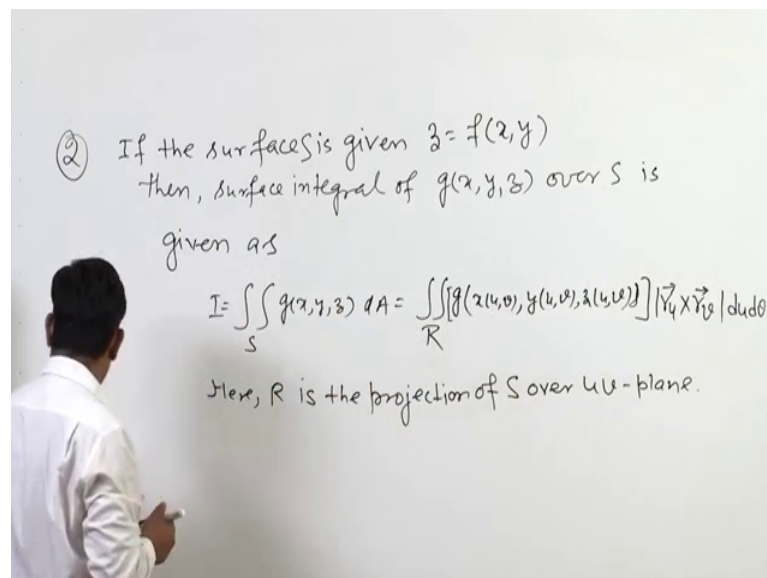 ② If the surface S is given z = f(x,y)
then, surface integral of g(x,y,z) over S is
given as
I = ∬_S g(x,y,z) dA = ∬_R [g(x(u,v), y(u,v), z(u,v))] |r⃗_u × r⃗_v| du dv
Here, R is the projection of S over uv-plane.